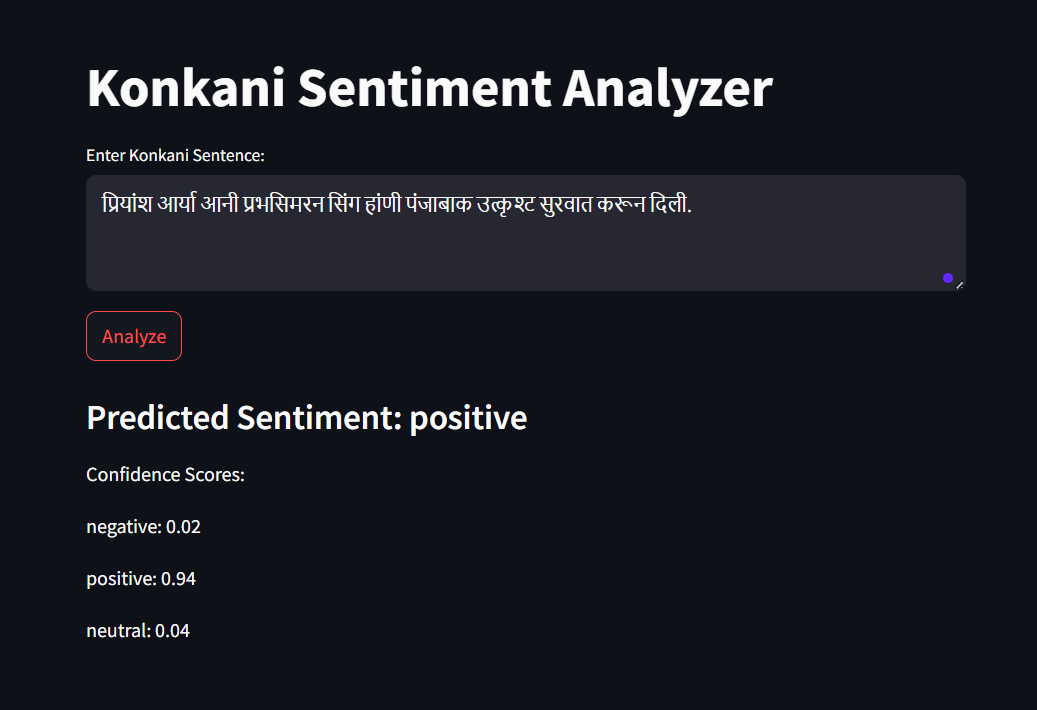 Konkani Sentiment Analyzer
Enter Konkani Sentence:
प्रियांश आर्या आनी प्रभसिमरन सिंग हांणी पंजाबाक उत्कृश्ट सुरवात करून दिली.
Analyze
Predicted Sentiment: positive
Confidence Scores:
negative: 0.02
positive: 0.94
neutral: 0.04